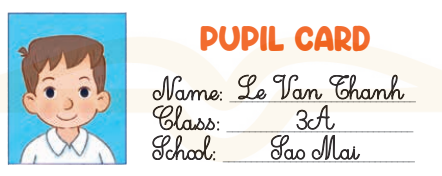 PUPIL CARD
Name: Le Van Thanh
Class: 3A
School: Sao Mai